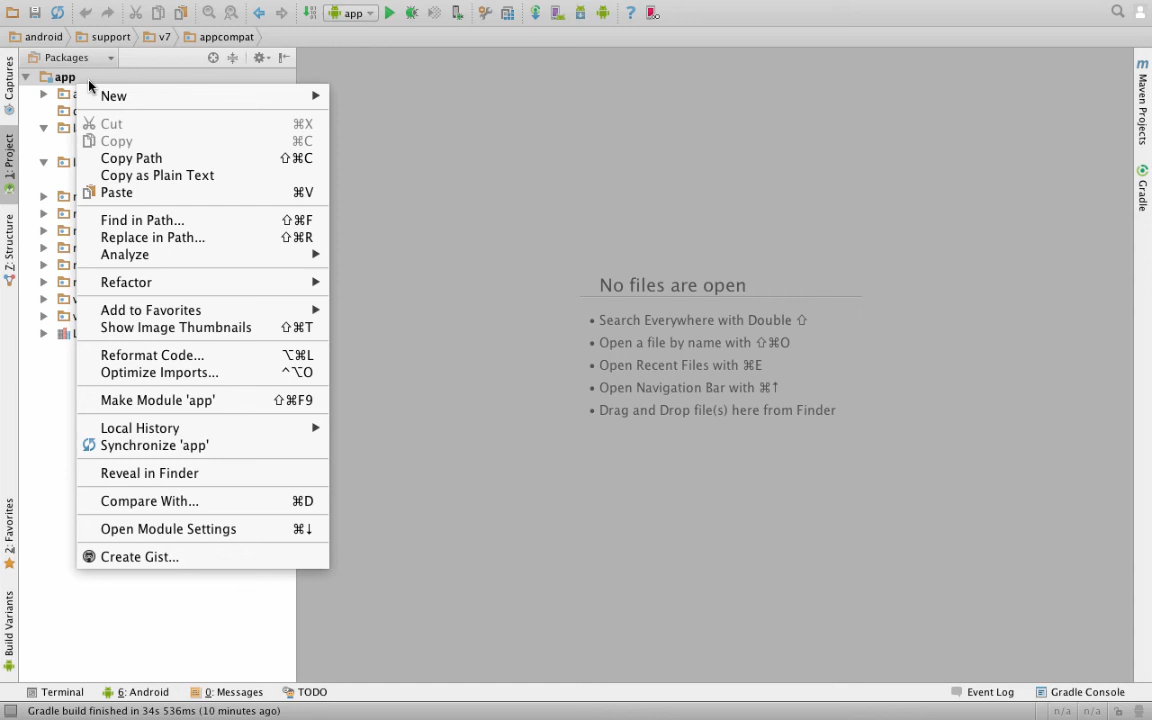 app
android
support
v7
appcompat
Packages
app
New
Cut ⌘X
Copy ⌘C
Copy Path ⇧⌘C
Copy as Plain Text
Paste ⌘V
Find in Path... ⇧⌘F
Replace in Path... ⇧⌘R
Analyze
Refactor
Add to Favorites
Show Image Thumbnails ⇧⌘T
Reformat Code... ⌥⌘L
Optimize Imports... ^⌥O
Make Module 'app' ⇧⌘F9
Local History
Synchronize 'app'
Reveal in Finder
Compare With... ⌘D
Open Module Settings ⌘↓
Create Gist...
No files are open
• Search Everywhere with Double ⇧
• Open a file by name with ⇧⌘O
• Open Recent Files with ⌘E
• Open Navigation Bar with ⌘↑
• Drag and Drop file(s) here from Finder
Captures
1: Project
7: Structure
2: Favorites
Build Variants
m
Maven Projects
Gradle
Terminal
6: Android
0: Messages
TODO
Event Log
Gradle Console
Gradle build finished in 34s 536ms (10 minutes ago)
n/a
n/a